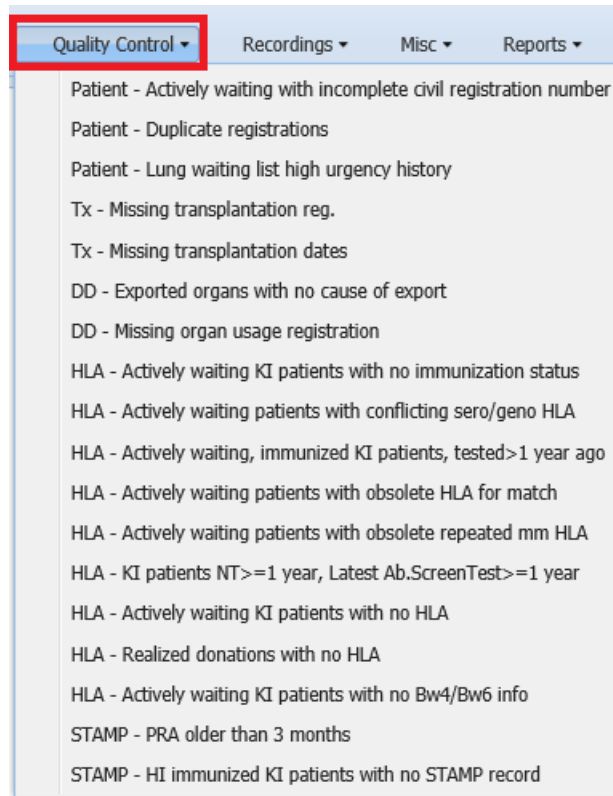 Quality Control ▾ Recordings ▾ Misc ▾ Reports ▾
Patient - Actively waiting with incomplete civil registration number
Patient - Duplicate registrations
Patient - Lung waiting list high urgency history
Tx - Missing transplantation reg.
Tx - Missing transplantation dates
DD - Exported organs with no cause of export
DD - Missing organ usage registration
HLA - Actively waiting KI patients with no immunization status
HLA - Actively waiting patients with conflicting sero/geno HLA
HLA - Actively waiting, immunized KI patients, tested>1 year ago
HLA - Actively waiting patients with obsolete HLA for match
HLA - Actively waiting patients with obsolete repeated mm HLA
HLA - KI patients NT>=1 year, Latest Ab.ScreenTest>=1 year
HLA - Actively waiting KI patients with no HLA
HLA - Realized donations with no HLA
HLA - Actively waiting KI patients with no Bw4/Bw6 info
STAMP - PRA older than 3 months
STAMP - HI immunized KI patients with no STAMP record